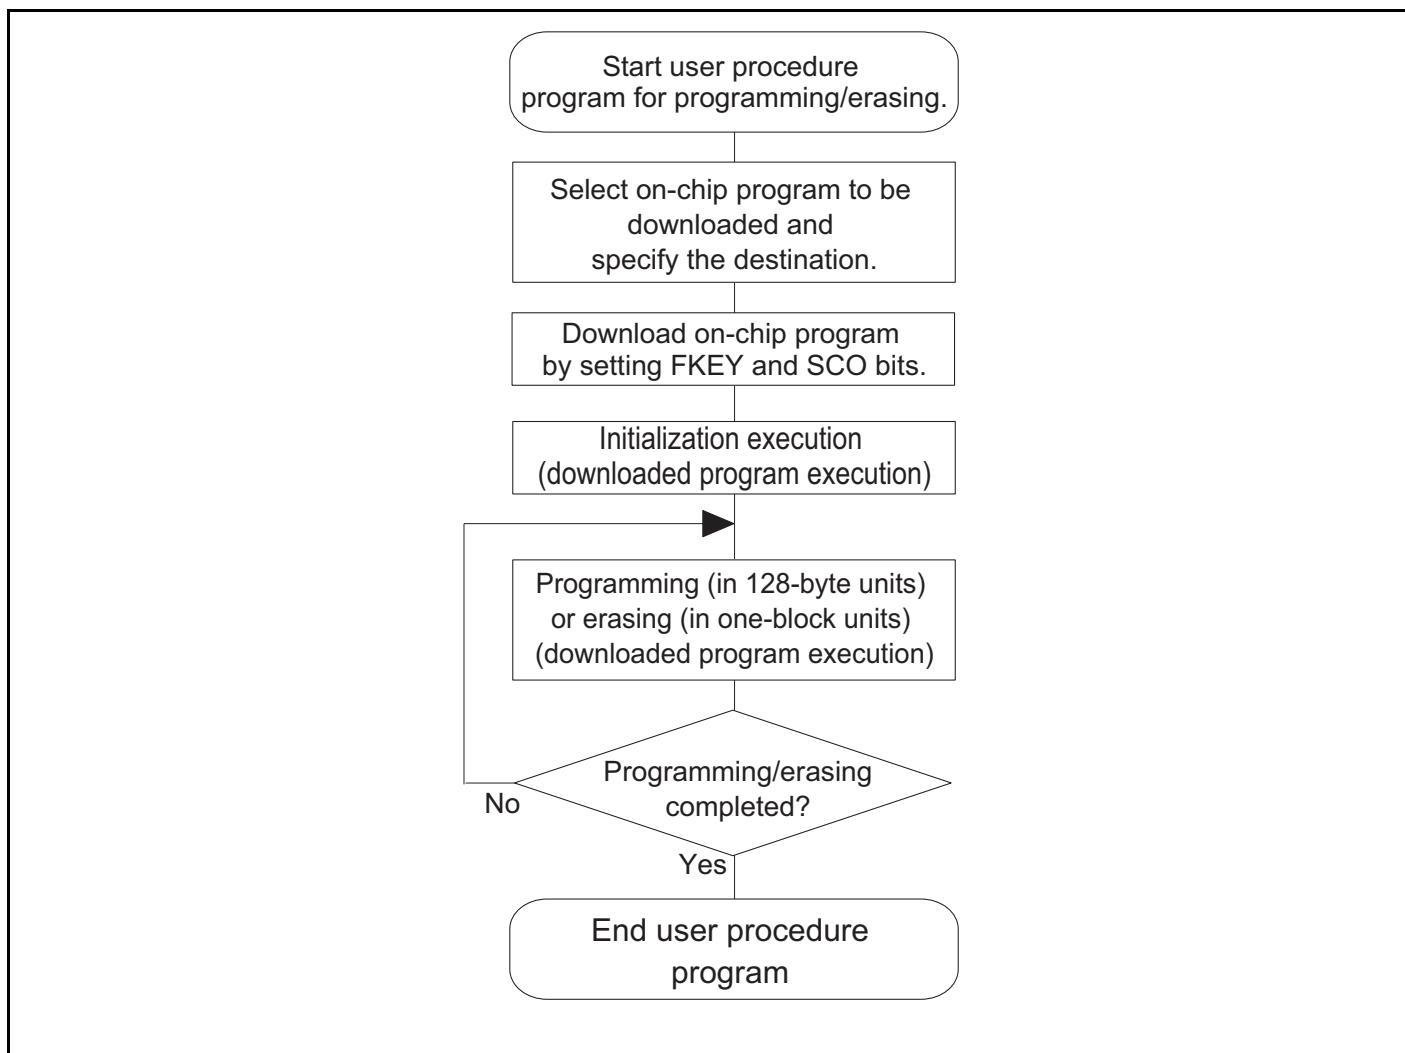 Start user procedure
program for programming/erasing.
Select on-chip program to be
downloaded and
specify the destination.
Download on-chip program
by setting FKEY and SCO bits.
Initialization execution
(downloaded program execution)
Programming (in 128-byte units)
or erasing (in one-block units)
(downloaded program execution)
Programming/erasing
completed?
No
Yes
End user procedure
program